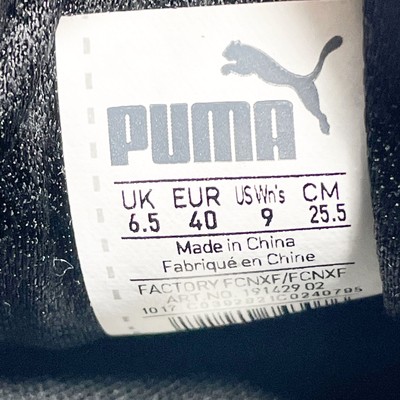 PUMA
UK EUR US Wn's CM
6.5 40 9 25.5
Made in China
Fabriqué en Chine
FACTORY FCNXF/FCNXF
ART.NO 191429 02
1017